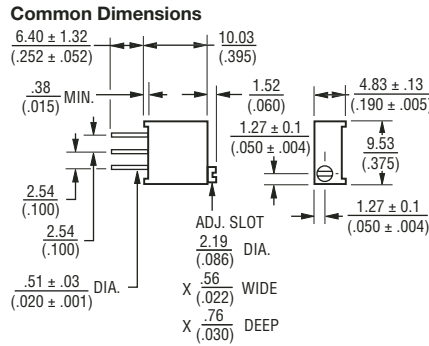 Common Dimensions
6.40 ± 1.32
(.252 ± .052)
10.03
(.395)
.38
(.015)
MIN.
1.52
(.060)
4.83 ± .13
(.190 ± .005)
1.27 ± 0.1
(.050 ± .004)
9.53
(.375)
2.54
(.100)
2.54
(.100)
1.27 ± 0.1
(.050 ± .004)
ADJ. SLOT
2.19
(.086)
DIA.
.51 ± .03
(.020 ± .001)
DIA.
X .56
(.022)
WIDE
X .76
(.030)
DEEP